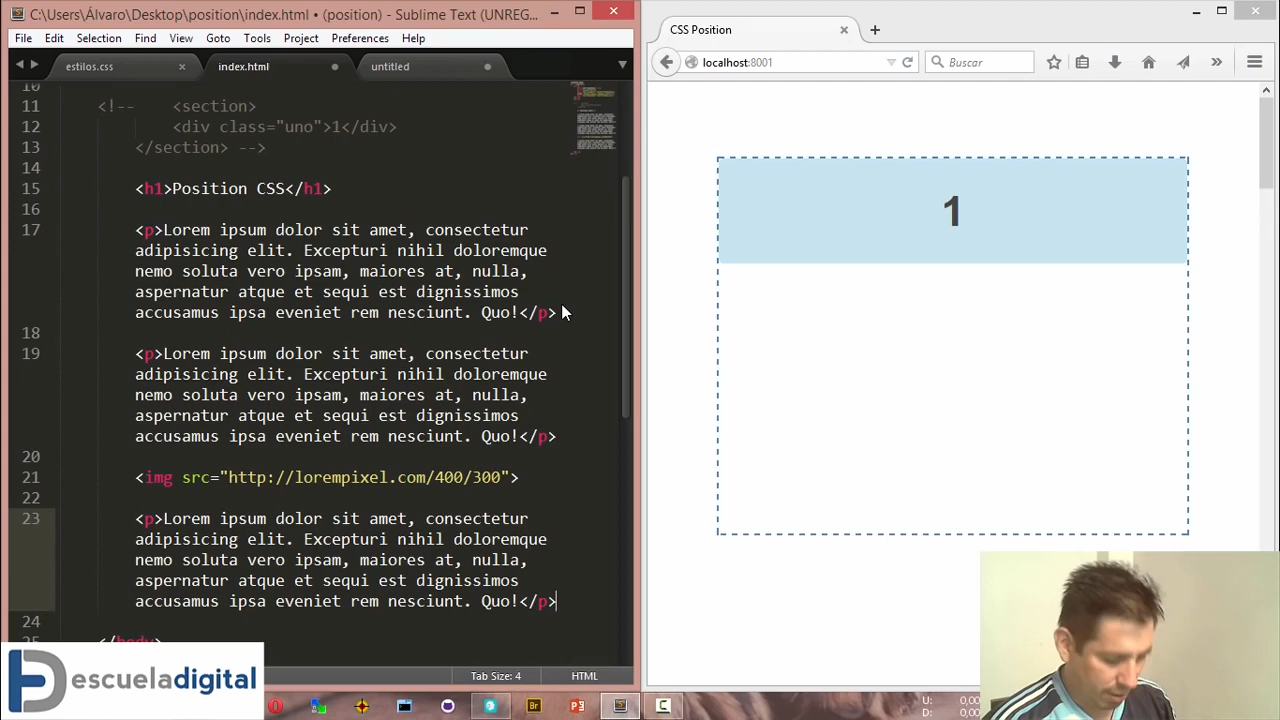 C:\Users\Álvaro\Desktop\position\index.html • (position) - Sublime Text (UNREG...
File Edit Selection Find View Goto Tools Project Preferences Help
estilos.css
index.html
untitled
10
11 <!-- <section>
12 <div class="uno">1</div>
13 </section> -->
14
15 <h1>Position CSS</h1>
16
17 <p>Lorem ipsum dolor sit amet, consectetur
adipisicing elit. Excepturi nihil doloremque
nemo soluta vero ipsam, maiores at, nulla,
aspernatur atque et sequi est dignissimos
accusamus ipsa eveniet rem nesciunt. Quo!</p>
18
19 <p>Lorem ipsum dolor sit amet, consectetur
adipisicing elit. Excepturi nihil doloremque
nemo soluta vero ipsam, maiores at, nulla,
aspernatur atque et sequi est dignissimos
accusamus ipsa eveniet rem nesciunt. Quo!</p>
20
21 <img src="http://lorempixel.com/400/300">
22
23 <p>Lorem ipsum dolor sit amet, consectetur
adipisicing elit. Excepturi nihil doloremque
nemo soluta vero ipsam, maiores at, nulla,
aspernatur atque et sequi est dignissimos
accusamus ipsa eveniet rem nesciunt. Quo!</p>
24
25 </body>
Tab Size: 4 HTML
escueladigital
CSS Position
localhost:8001
Buscar
1
Br
U: 0,00
D: 0,00